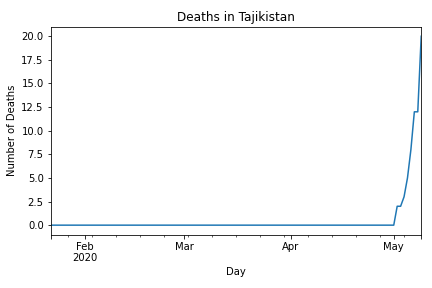 Deaths in Tajikistan
20.0
17.5
15.0
12.5
10.0
7.5
5.0
2.5
0.0
Number of Deaths
Feb
2020
Mar
Apr
May
Day